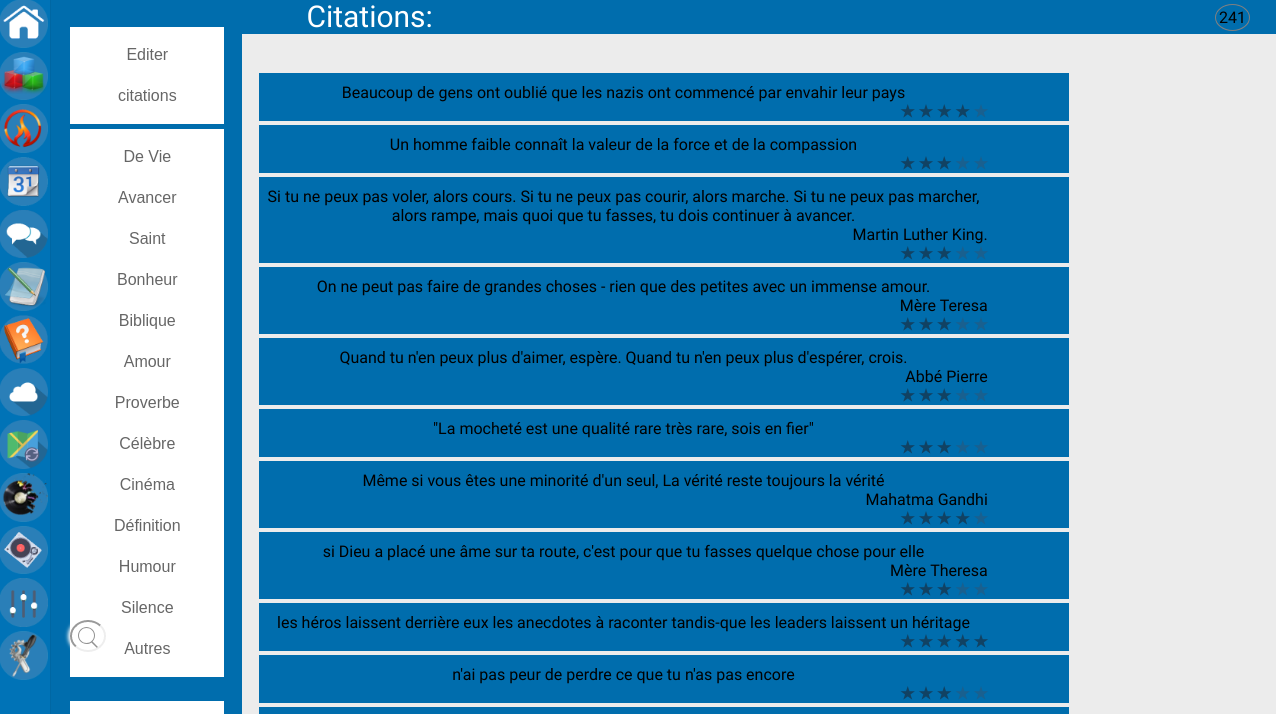 Citations:
241
Editer
citations
De Vie
Avancer
Saint
Bonheur
Biblique
Amour
Proverbe
Célèbre
Cinéma
Définition
Humour
Silence
Autres
31
?
Beaucoup de gens ont oublié que les nazis ont commencé par envahir leur pays
Un homme faible connaît la valeur de la force et de la compassion
Si tu ne peux pas voler, alors cours. Si tu ne peux pas courir, alors marche. Si tu ne peux pas marcher,
alors rampe, mais quoi que tu fasses, tu dois continuer à avancer.
Martin Luther King.
On ne peut pas faire de grandes choses - rien que des petites avec un immense amour.
Mère Teresa
Quand tu n'en peux plus d'aimer, espère. Quand tu n'en peux plus d'espérer, crois.
Abbé Pierre
"La mocheté est une qualité rare très rare, sois en fier"
Même si vous êtes une minorité d'un seul, La vérité reste toujours la vérité
Mahatma Gandhi
si Dieu a placé une âme sur ta route, c'est pour que tu fasses quelque chose pour elle
Mère Theresa
les héros laissent derrière eux les anecdotes à raconter tandis-que les leaders laissent un héritage
n'ai pas peur de perdre ce que tu n'as pas encore